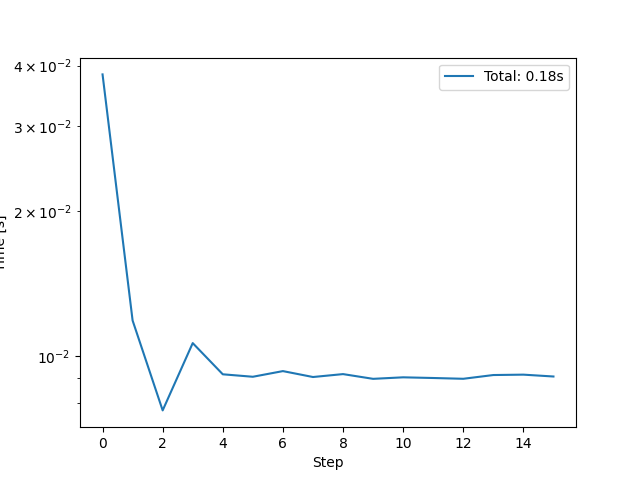 4 × 10⁻²
Total: 0.18s
3 × 10⁻²
2 × 10⁻²
[s]
10⁻²
0 2 4 6 8 10 12 14
Step